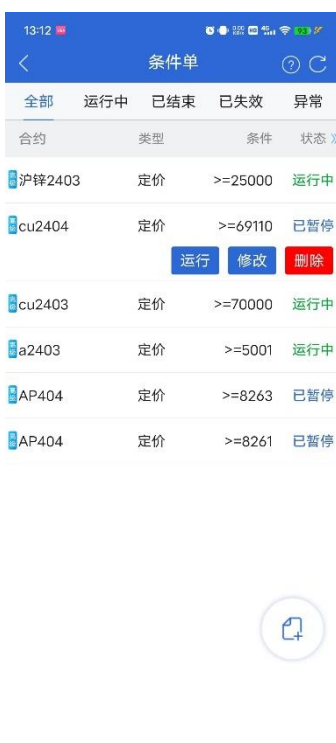 13:12
93
条件单
全部 运行中 已结束 已失效 异常
合约 类型 条件 状态
沪锌2403 定价 >=25000 运行中
cu2404 定价 >=69110 已暂停
运行 修改 删除
cu2403 定价 >=70000 运行中
a2403 定价 >=5001 运行中
AP404 定价 >=8263 已暂停
AP404 定价 >=8261 已暂停